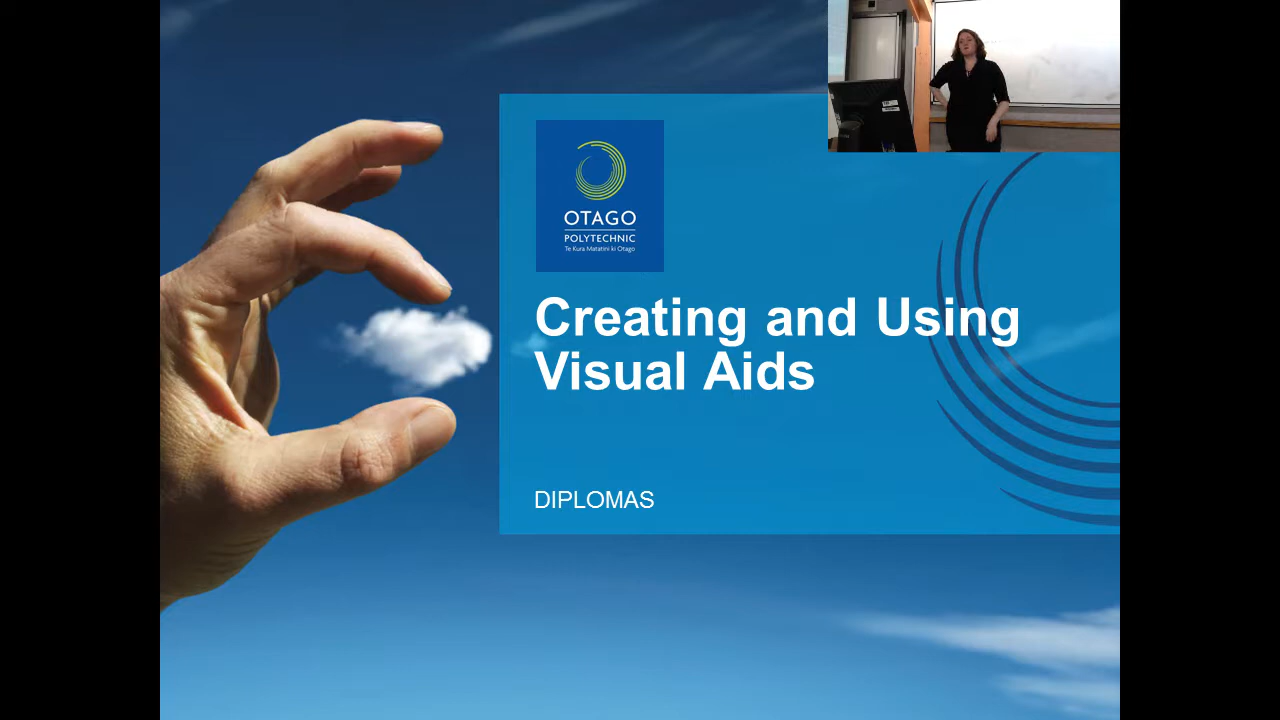 OTAGO
POLYTECHNIC
Te Kura Matatini ki Otago
Creating and Using
Visual Aids
DIPLOMAS